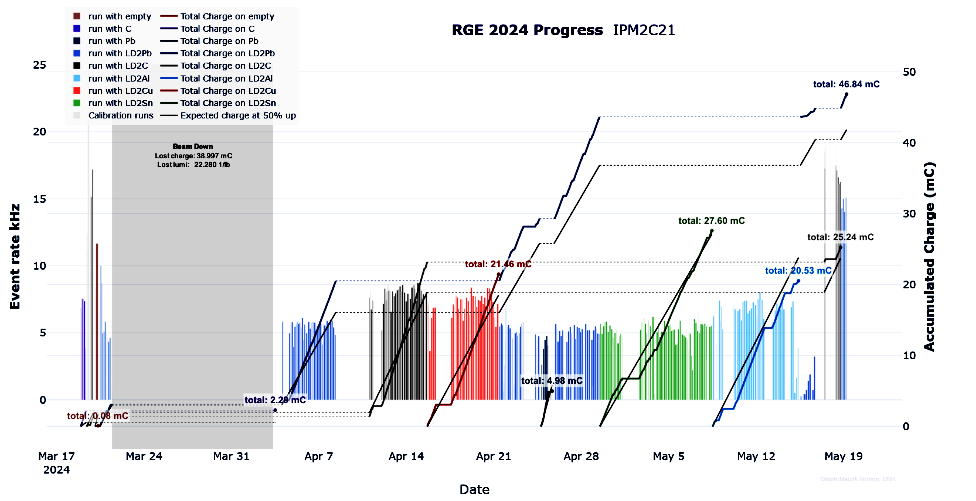 RGE 2024 Progress IPM2C21
run with empty
run with C
run with Pb
run with LD2Pb
run with LD2C
run with LD2Al
run with LD2Cu
run with LD2Sn
Calibration runs
Total Charge on empty
Total Charge on C
Total Charge on Pb
Total Charge on LD2Pb
Total Charge on LD2C
Total Charge on LD2Al
Total Charge on LD2Cu
Total Charge on LD2Sn
Expected charge at 50% up
Event rate kHz
25
20
15
10
5
0
Beam Down
Lost charge: 38.997 mC
Lost lumi: 22.280 1/fb
total: 0.08 mC
total: 2.28 mC
total: 21.46 mC
total: 4.98 mC
total: 27.60 mC
total: 20.53 mC
total: 25.24 mC
total: 46.84 mC
50
40
30
20
10
0
Accumulated Charge (mC)
Mar 17
2024
Mar 24
Mar 31
Apr 7
Apr 14
Apr 21
Apr 28
May 5
May 12
May 19
Date